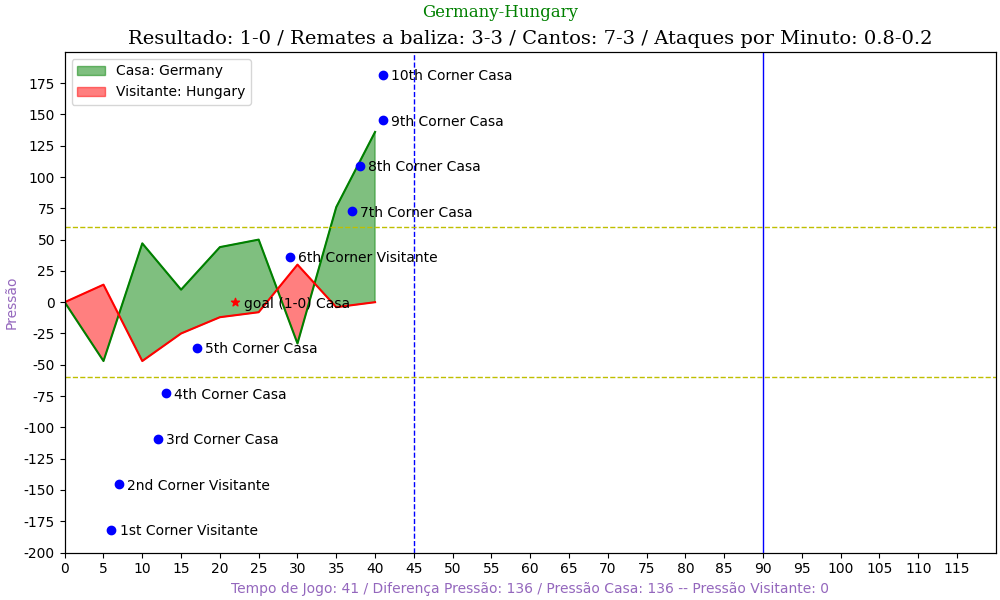 Germany-Hungary
Resultado: 1-0 / Remates a baliza: 3-3 / Cantos: 7-3 / Ataques por Minuto: 0.8-0.2
Casa: Germany
Visitante: Hungary
10th Corner Casa
9th Corner Casa
8th Corner Casa
7th Corner Casa
6th Corner Visitante
goal (1-0) Casa
5th Corner Casa
4th Corner Casa
3rd Corner Casa
2nd Corner Visitante
1st Corner Visitante
Pressão
175
150
125
100
75
50
25
0
-25
-50
-75
-100
-125
-150
-175
-200
0 5 10 15 20 25 30 35 40 45 50 55 60 65 70 75 80 85 90 95 100 105 110 115
Tempo de Jogo: 41 / Diferença Pressão: 136 / Pressão Casa: 136 -- Pressão Visitante: 0